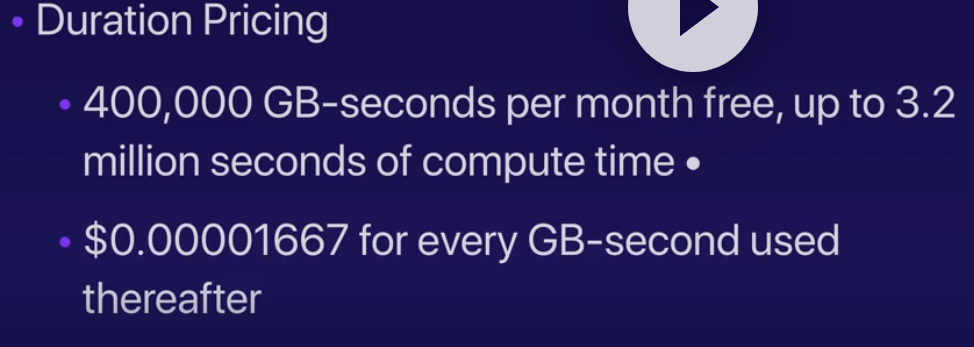 • Duration Pricing
• 400,000 GB-seconds per month free, up to 3.2
million seconds of compute time •
• $0.00001667 for every GB-second used
thereafter